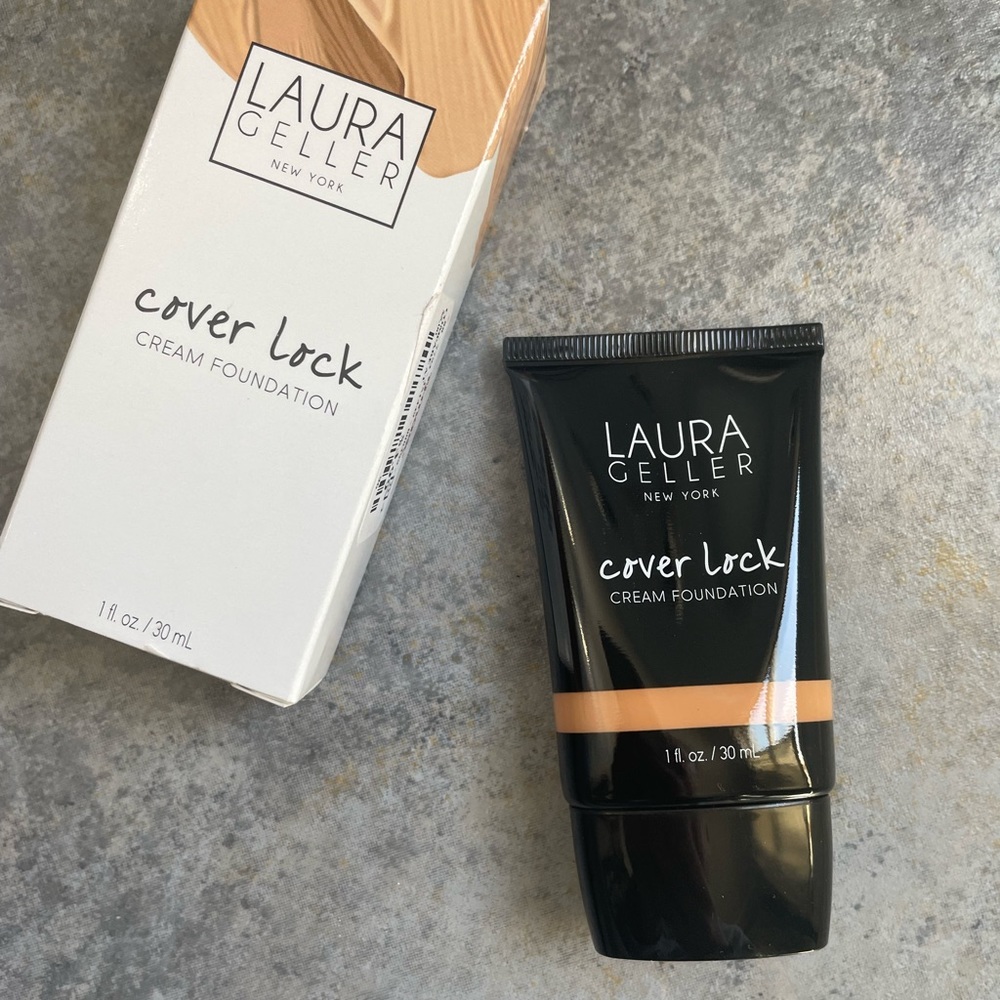 LAURA
GELLER
NEW YORK
cover lock
CREAM FOUNDATION
1 fl. oz. / 30 mL
LAURA
GELLER
NEW YORK
cover lock
CREAM FOUNDATION
1 fl. oz. / 30 mL